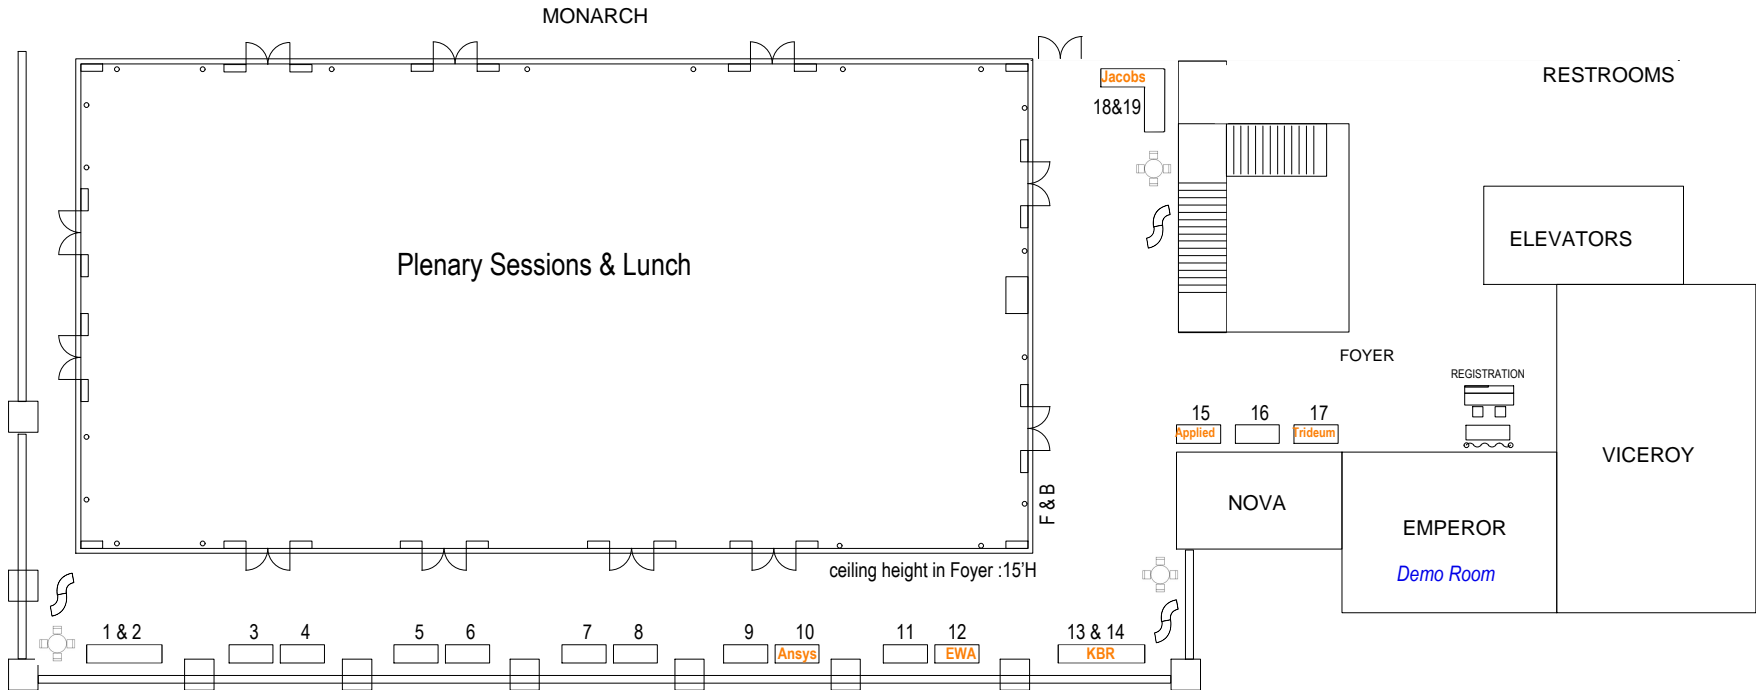 MONARCH
Jacobs
18&19
RESTROOMS
ELEVATORS
Plenary Sessions & Lunch
FOYER
REGISTRATION
15
16
17
Applied
Trideum
VICEROY
F & B
NOVA
EMPEROR
Demo Room
ceiling height in Foyer :15'H
1 & 2
3
4
5
6
7
8
9
10
11
12
13 & 14
Ansys
EWA
KBR